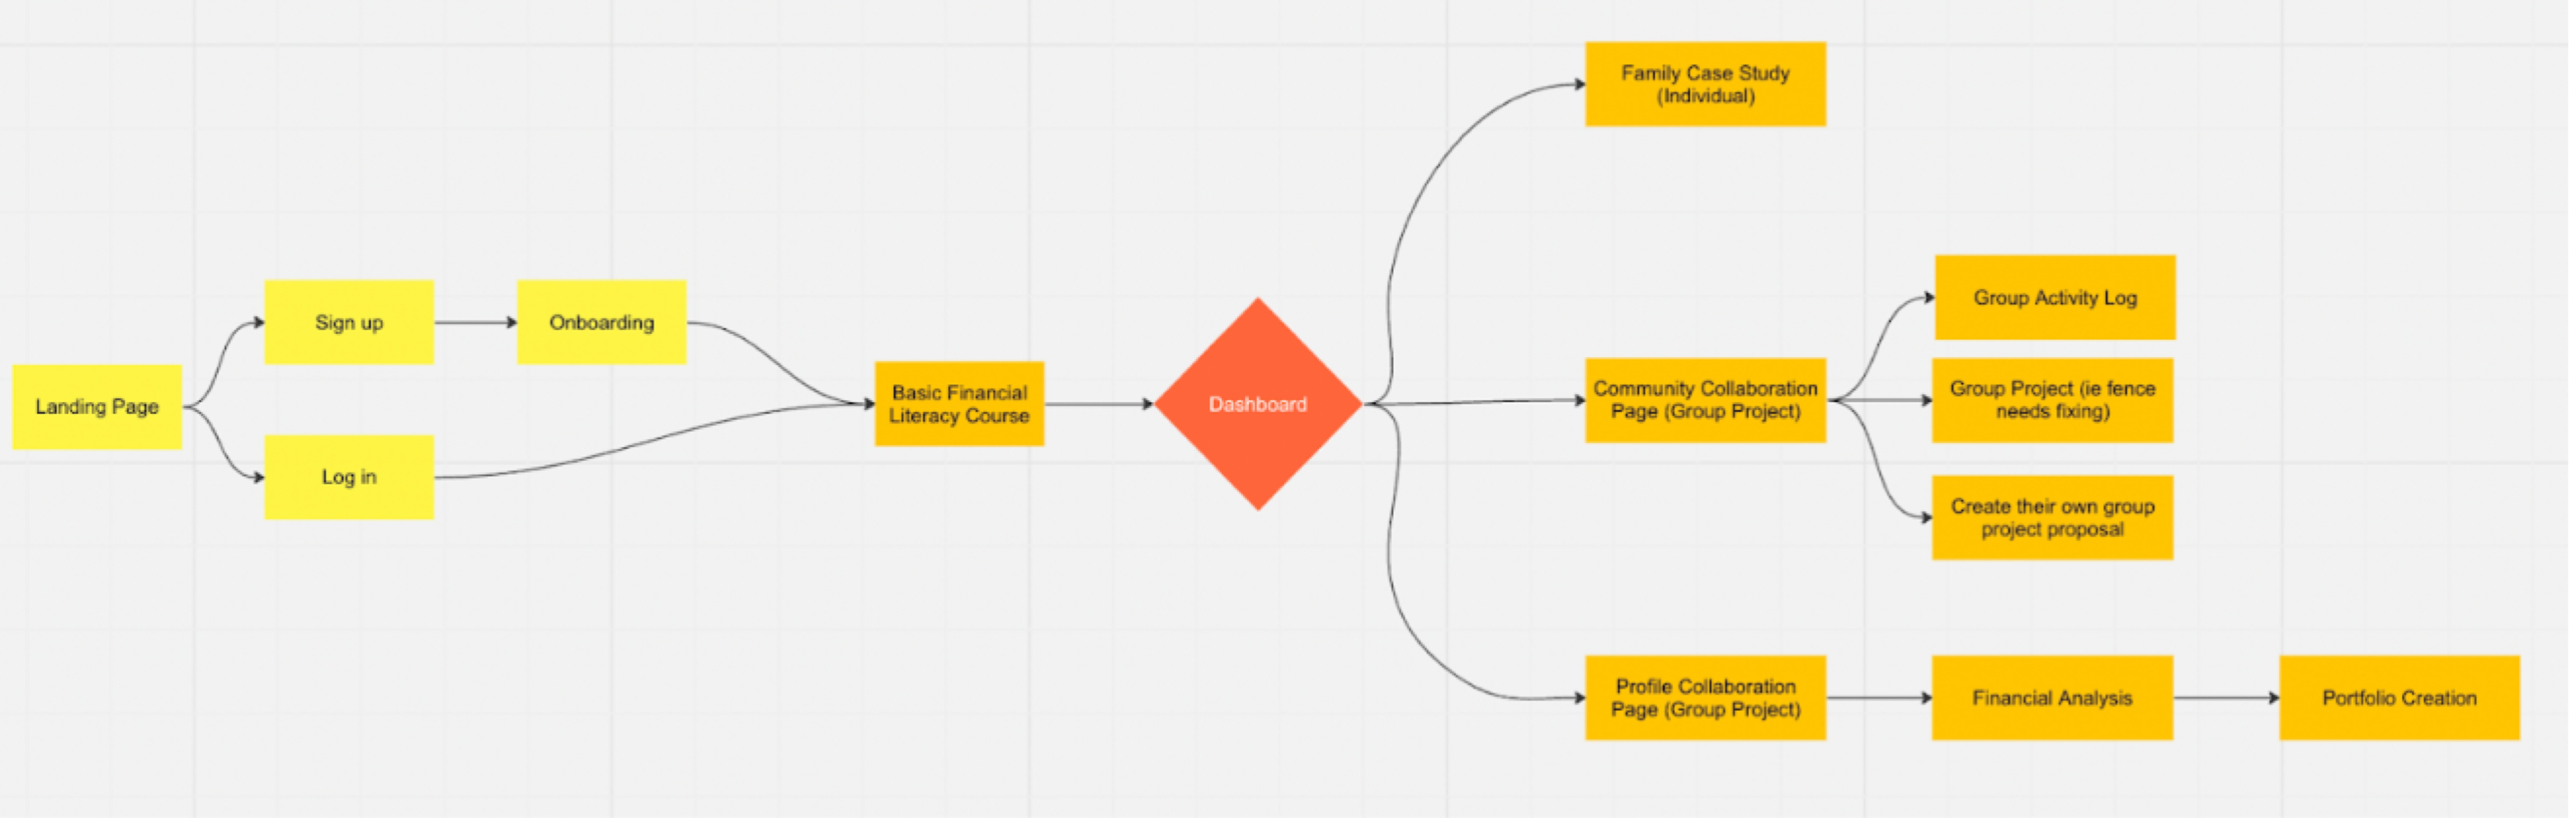 Landing Page
Sign up
Log in
Onboarding
Basic Financial
Literacy Course
Dashboard
Family Case Study
(Individual)
Community Collaboration
Page (Group Project)
Group Activity Log
Group Project (ie fence
needs fixing)
Create their own group
project proposal
Profile Collaboration
Page (Group Project)
Financial Analysis
Portfolio Creation